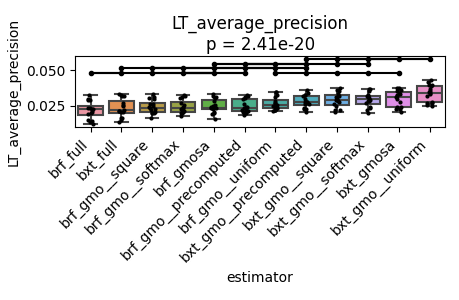 LT_average_precision
p = 2.41e-20
LT_average_precision
0.050
0.025
brf_full
bxt_full
brf_gmo__square
brf_gmo__softmax
brf_gmosa
brf_gmo__precomputed
brf_gmo__uniform
bxt_gmo__precomputed
bxt_gmo__square
bxt_gmo__softmax
bxt_gmosa
bxt_gmo__uniform
estimator